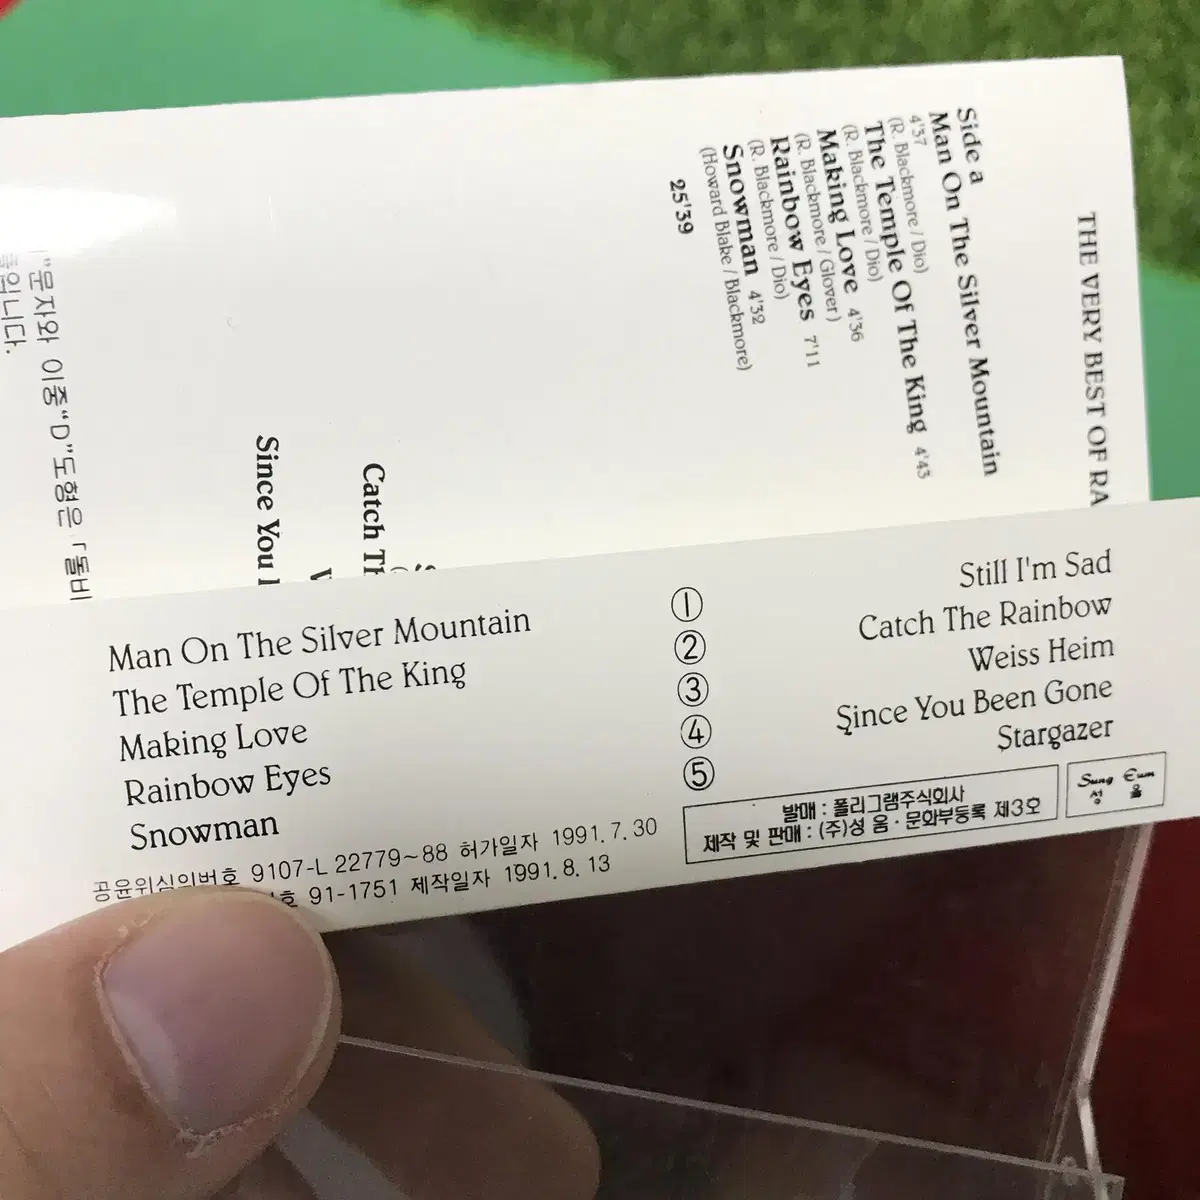 THE VERY BEST OF RA
Side a
Man On The Silver Mountain
4'37
(R. Blackmore / Dio)
The Temple Of The King 4'43
(R. Blackmore / Dio)
Making Love 4'36
(R. Blackmore / Glover)
Rainbow Eyes 7'11
(R. Blackmore / Dio)
Snowman 4'32
(Howard Blake / Blackmore)
25'39
Catch
Since You
"문자와 이중"D"도형은「돌비
입니다.
Man On The Silver Mountain
The Temple Of The King
Making Love
Rainbow Eyes
Snowman
①
②
③
④
⑤
Still I'm Sad
Catch The Rainbow
Weiss Heim
Since You Been Gone
Stargazer
공윤위심의번호 9107-L 22779~88 허가일자 1991. 7. 30
호 91-1751 제작일자 1991. 8. 13
발매 : 폴리그램주식회사
제작 및 판매 : (주)성 음 · 문화부등록 제3호
Sung Eum
성 음